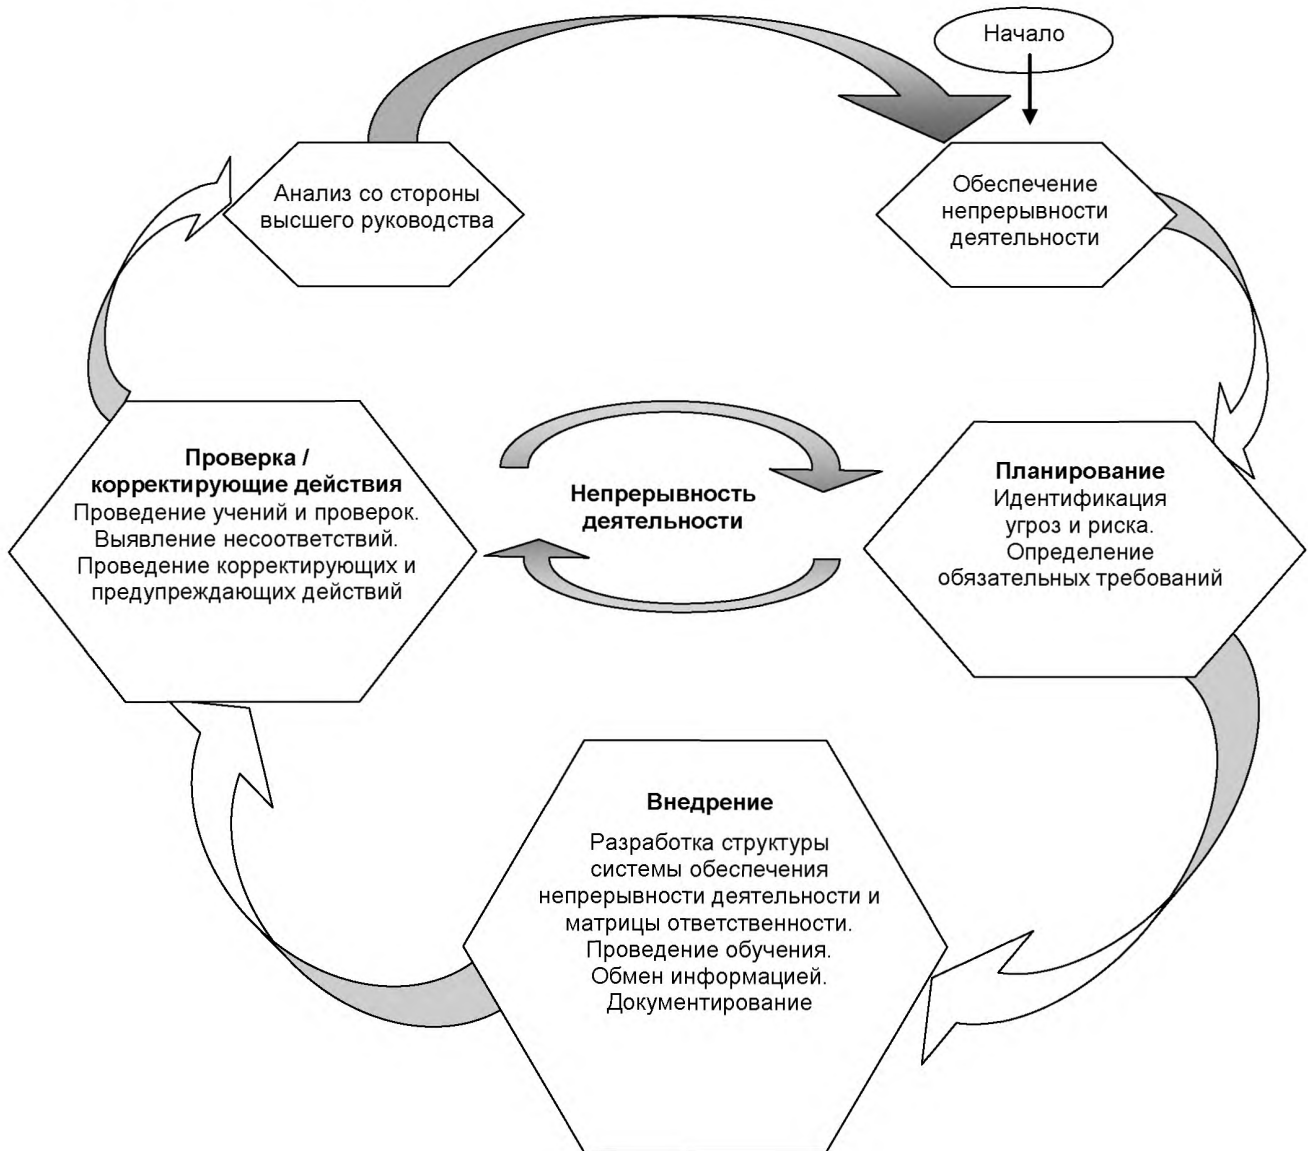 Начало
Анализ со стороны
высшего руководства
Обеспечение
непрерывности
деятельности
Проверка /
корректирующие действия
Проведение учений и проверок.
Выявление несоответствий.
Проведение корректирующих и
предупреждающих действий
Непрерывность
деятельности
Планирование
Идентификация
угроз и риска.
Определение
обязательных требований
Внедрение
Разработка структуры
системы обеспечения
непрерывности деятельности и
матрицы ответственности.
Проведение обучения.
Обмен информацией.
Документирование